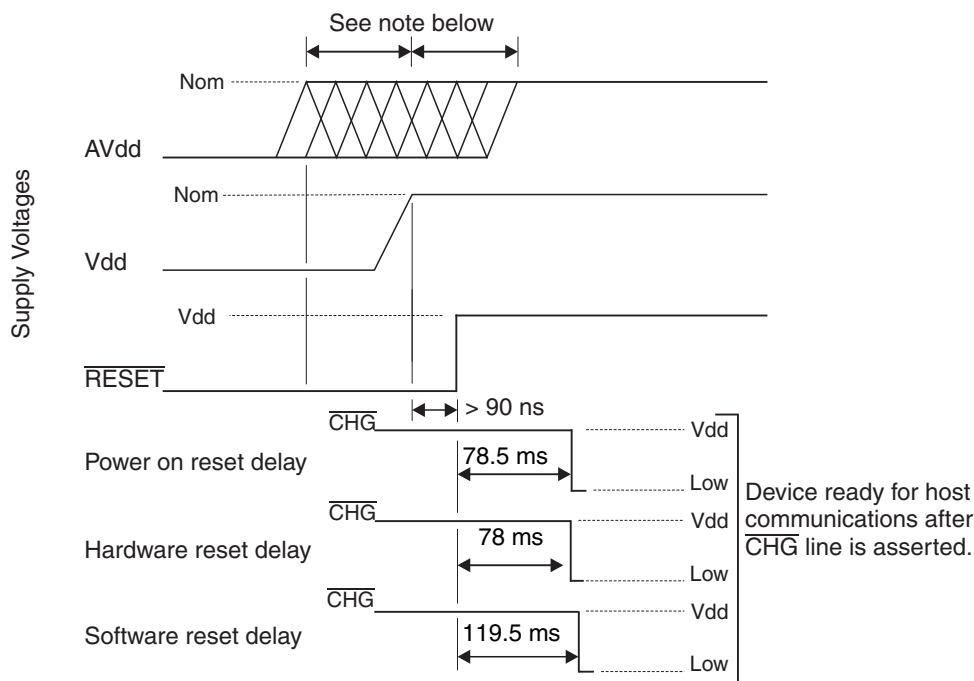 See note below
Nom
AVdd
Nom
Vdd
Vdd
RESET
> 90 ns
Supply Voltages
CHG
Vdd
Power on reset delay
78.5 ms
Low
CHG
Vdd
Hardware reset delay
78 ms
Low
CHG
Vdd
Software reset delay
119.5 ms
Low
Device ready for host
communications after
CHG line is asserted.